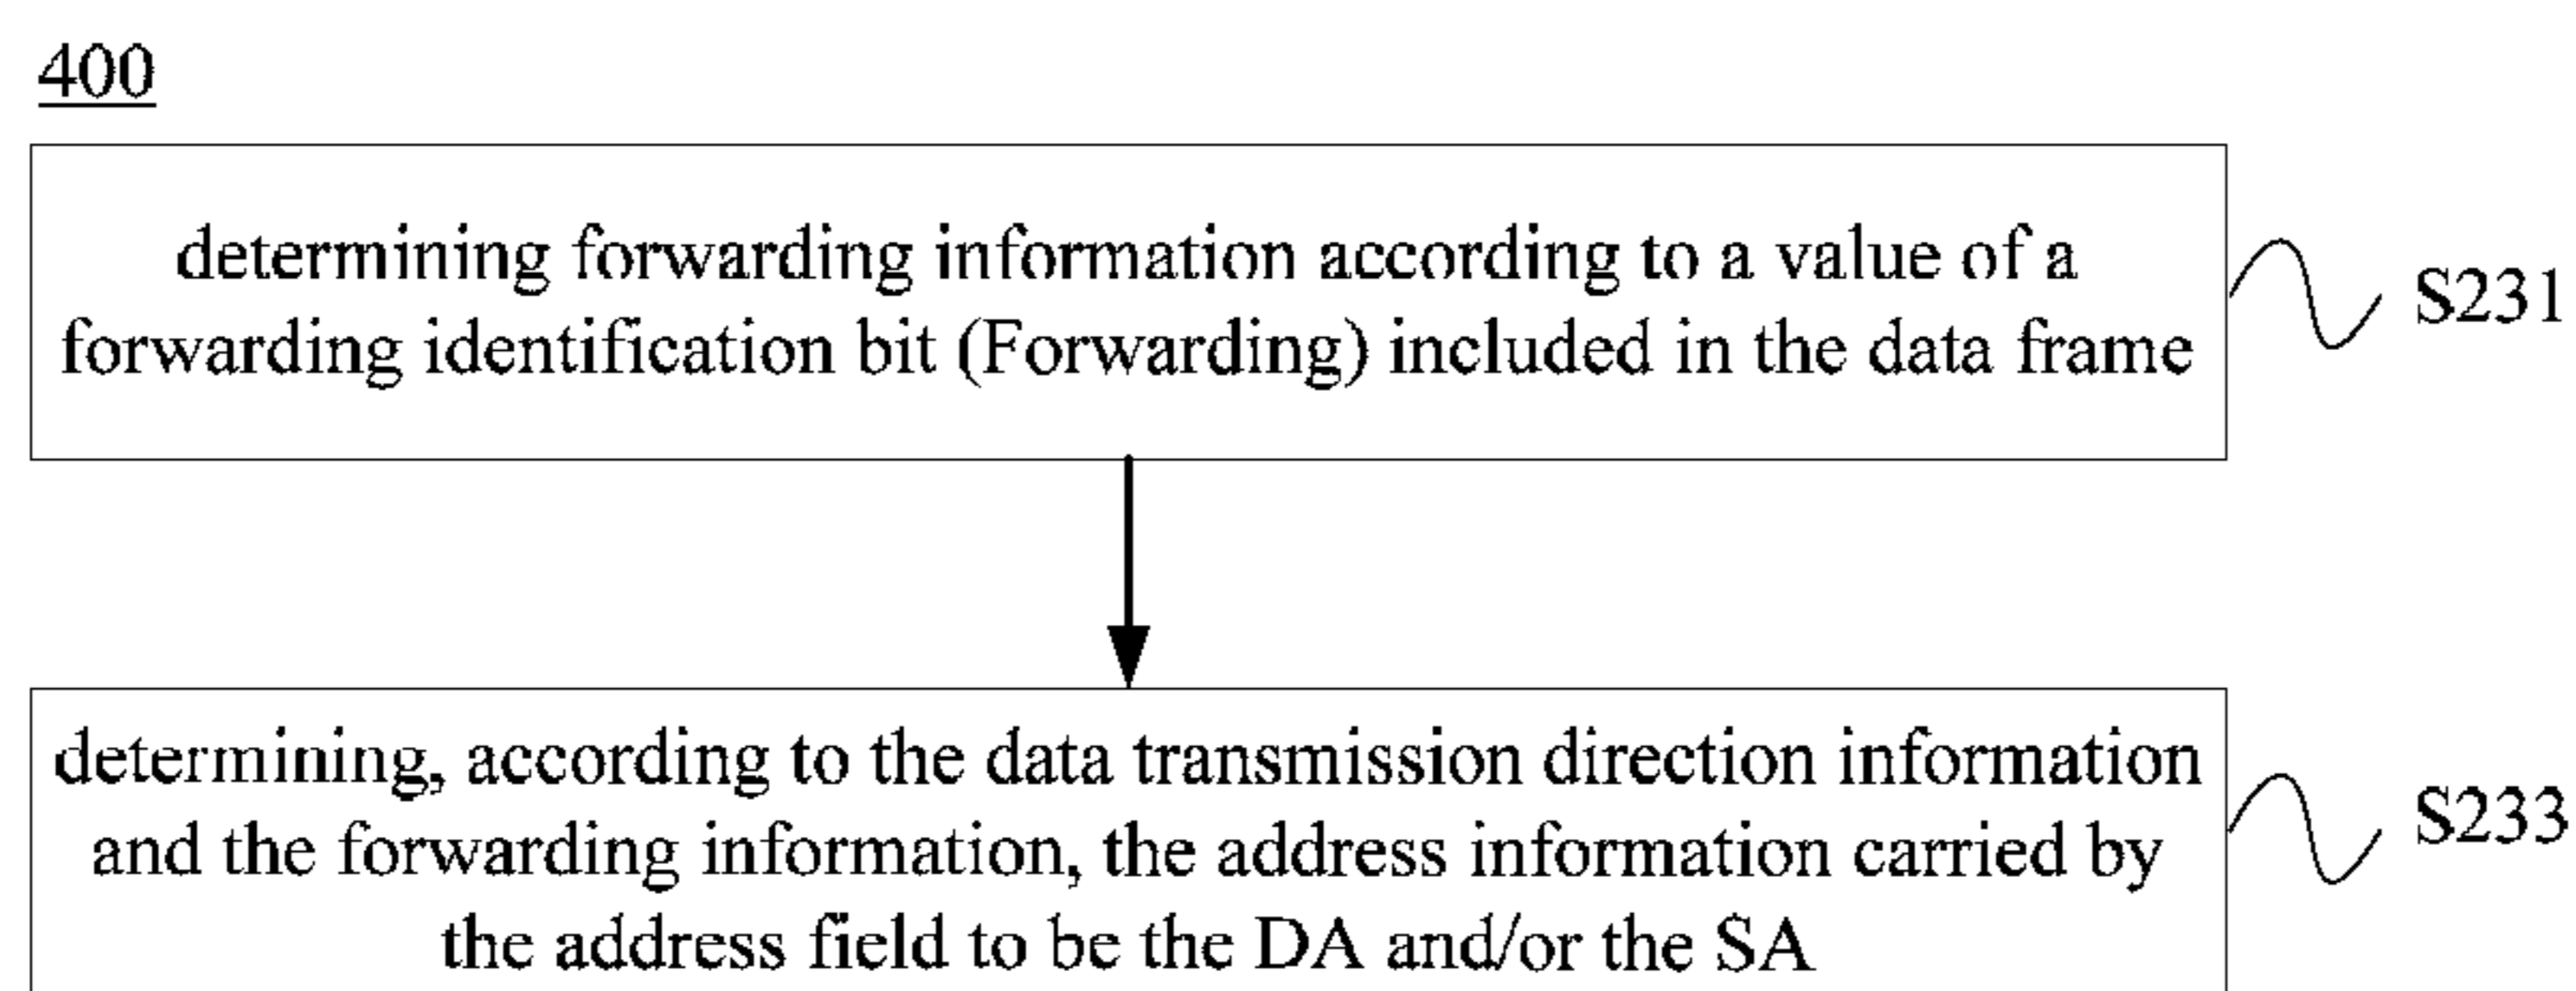 400
determining forwarding information according to a value of a
forwarding identification bit (Forwarding) included in the data frame
S231
determining, according to the data transmission direction information
and the forwarding information, the address information carried by
the address field to be the DA and/or the SA
S233